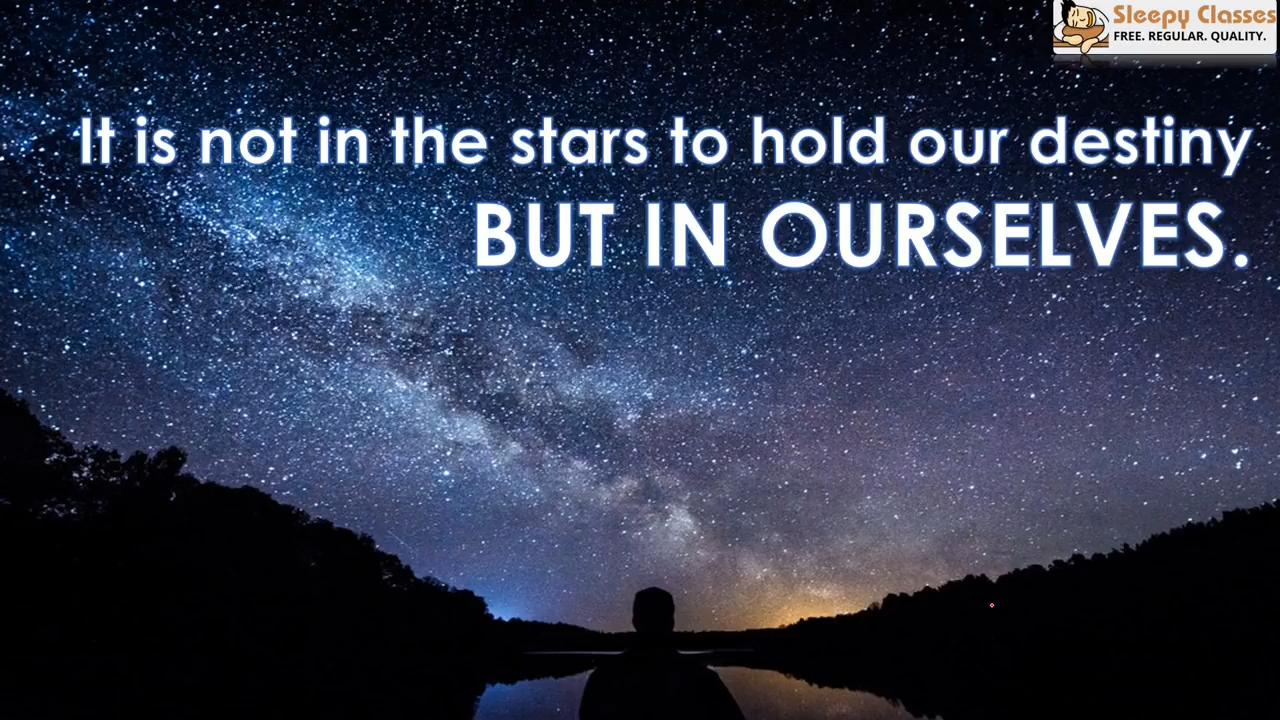 Sleepy Classes
FREE. REGULAR. QUALITY.
It is not in the stars to hold our destiny
BUT IN OURSELVES.